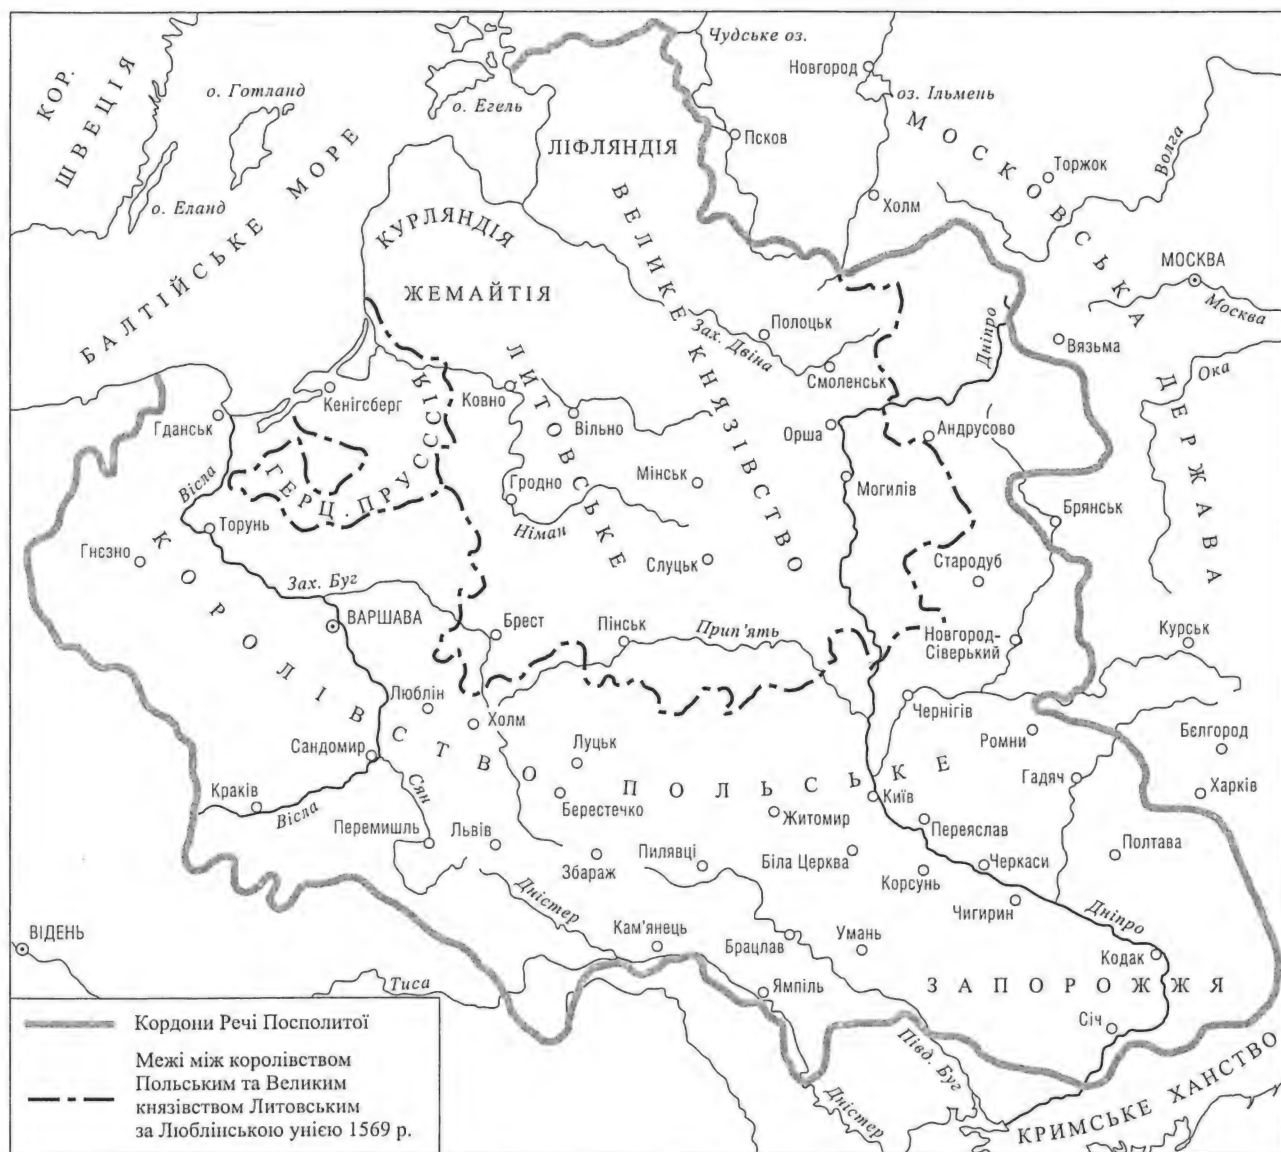 КОР.
ШВЕЦІЯ
о. Готланд
о. Еланд
БАЛТІЙСЬКЕ МОРЕ
о. Егель
Чудське оз.
Новгород
оз. Ільмень
Псков
ЛІФЛЯНДІЯ
Холм
Торжок
Волга
МОСКОВСЬКА
ДЕРЖАВА
МОСКВА
Москва
Вязьма
Ока
КУРЛЯНДІЯ
ЖЕМАЙТІЯ
ВЕЛИКЕ КНЯЗІВСТВО
ЛИТОВСЬКЕ
Полоцьк
Зах. Двіна
Смоленськ
Дніпро
Кенігсберг
Ковно
Вільно
Орша
Андрусово
Гданськ
Вісла
ГЕРЦ. ПРУСССІЯ
Гродно
Мінськ
Могилів
Німан
Брянськ
Торунь
Гнєзно
Слуцьк
Стародуб
Зах. Буг
ВАРШАВА
Брест
Пінськ
Прип'ять
Новгород-
Сіверький
Курськ
КОРОЛІВСТВО ПОЛЬСЬКЕ
Люблін
Холм
Чернігів
Ромни
Бєлгород
Сандомир
Луцьк
Гадяч
Харків
Краків
Вісла
Сян
Берестечко
Житомир
Київ
Перемишль
Львів
Збараж
Пилявці
Біла Церква
Переяслав
Черкаси
Полтава
Корсунь
Чигирин
Дністер
Дніпро
ВІДЕНЬ
Кам'янець
Брацлав
Умань
Кодак
Тиса
Ямпіль
ЗАПОРОЖЖЯ
Січ
Півд. Буг
Дністер
КРИМСЬКЕ ХАНСТВО
Кордони Речі Посполитої
Межі між королівством
Польським та Великим
князівством Литовським
за Люблінською унією 1569 р.